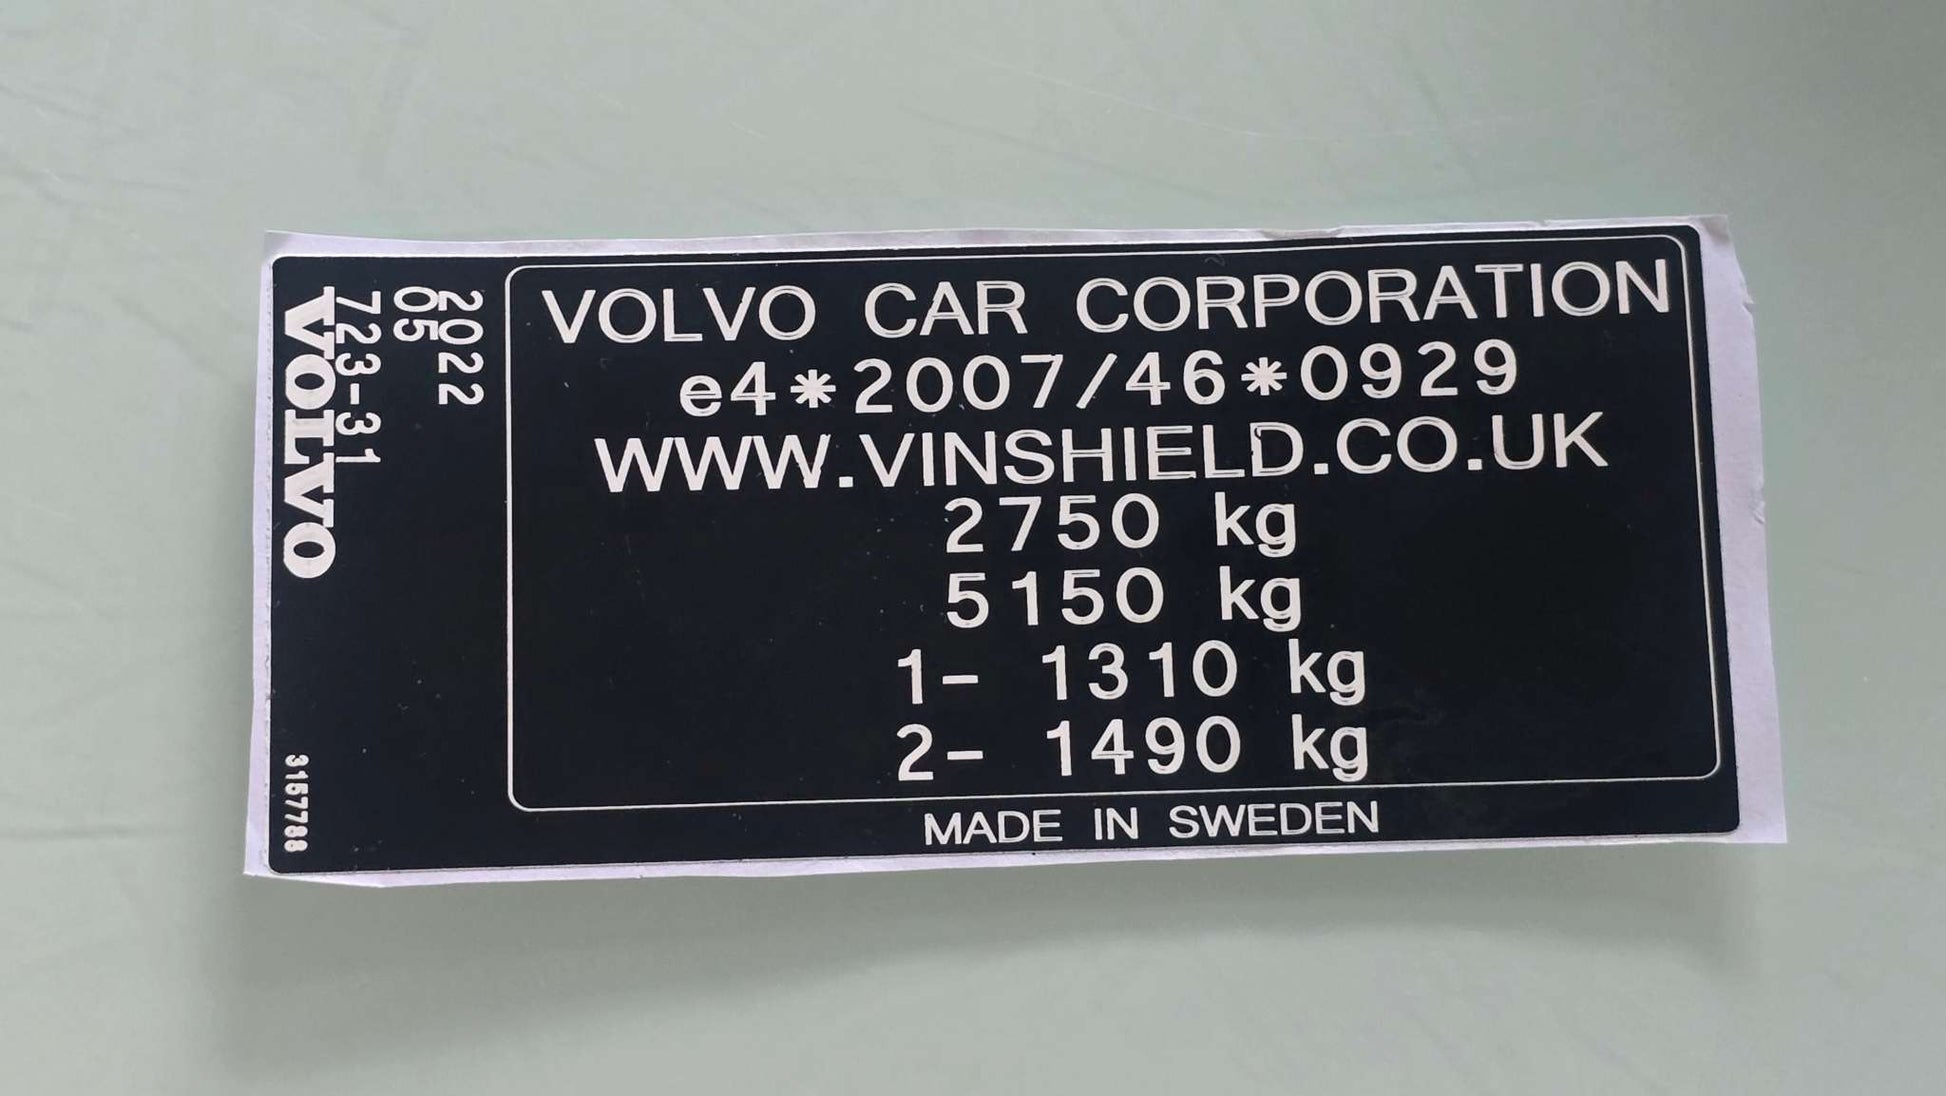 VOLVO CAR CORPORATION
e4*2007/46*0929
WWW.VINSHIELD.CO.UK
2750 kg
5150 kg
1- 1310 kg
2- 1490 kg
MADE IN SWEDEN
2022
05
723-31
VOLVO
3157788